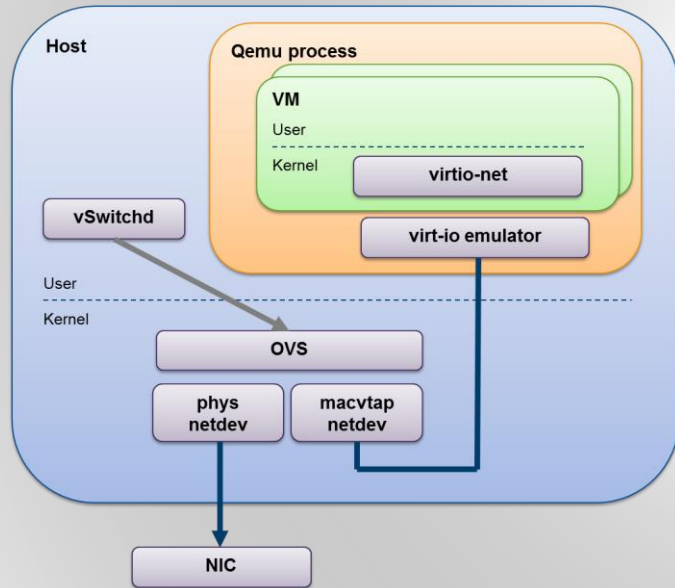 Host
Qemu process
VM
User
Kernel
virtio-net
vSwitchd
virt-io emulator
User
Kernel
OVS
phys
netdev
macvtap
netdev
NIC